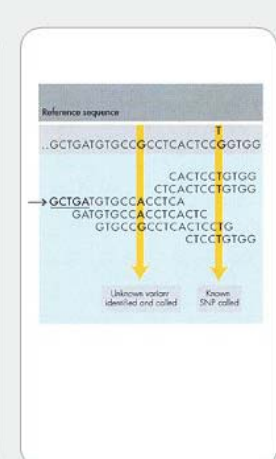 Reference sequence
T
..GCTGATGTGCCGCCTCACTCCGGTGG
CACTCCTGTGG
CTCACTCCTGTGG
GCTGATGTGCCACCTCA
GATGTGCCACCTCACTC
GTGCCGCCTCACTCCTG
CTCCTGTGG
Unknown variant
identified and called
Known
SNP called